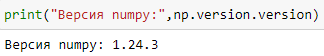 print("Версия numpy:",np.version.version)
Версия numpy: 1.24.3